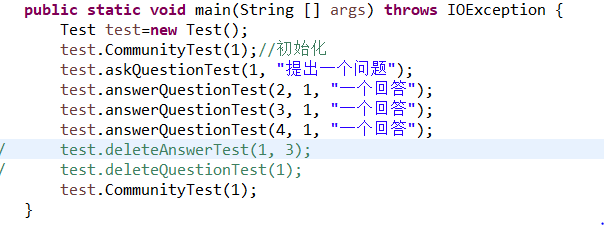 public static void main(String [] args) throws IOException {
Test test=new Test();
test.CommunityTest(1);//初始化
test.askQuestionTest(1, "提出一个问题");
test.answerQuestionTest(2, 1, "一个回答");
test.answerQuestionTest(3, 1, "一个回答");
test.answerQuestionTest(4, 1, "一个回答");
/ test.deleteAnswerTest(1, 3);
/ test.deleteQuestionTest(1);
test.CommunityTest(1);
}